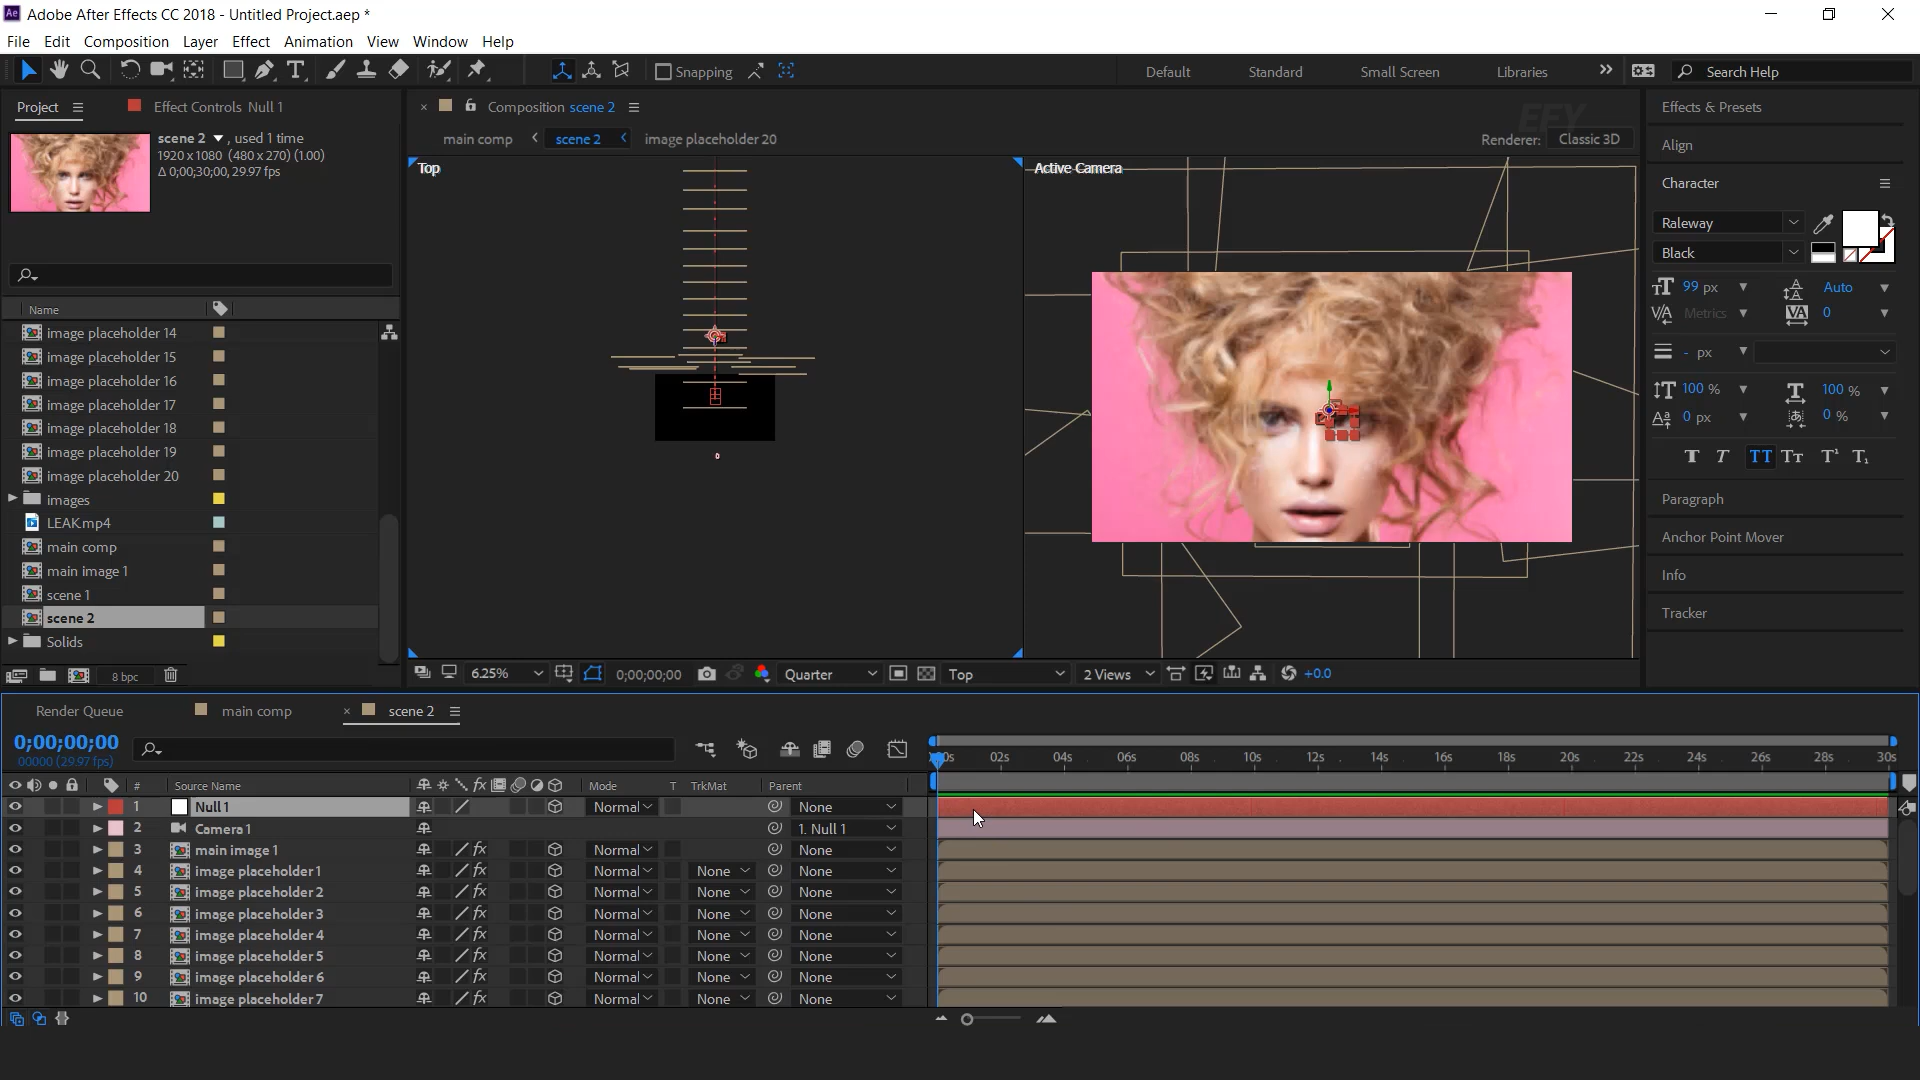 Adobe After Effects CC 2018 - Untitled Project.aep *
File Edit Composition Layer Effect Animation View Window Help
Snapping
Default Standard Small Screen Libraries
Search Help
Project
Effect Controls Null 1
Composition scene 2
EFY
Effects & Presets
scene 2 , used 1 time
1920 x 1080 (480 x 270) (1.00)
Δ 0;00;30;00, 29.97 fps
main comp scene 2 image placeholder 20
Renderer: Classic 3D
Align
Top
Active Camera
Character
Raleway
Black
99 px Auto
Metrics 0
- px
100 % 100 %
0 px 0 %
Paragraph
Anchor Point Mover
Info
Tracker
Name
image placeholder 14
image placeholder 15
image placeholder 16
image placeholder 17
image placeholder 18
image placeholder 19
image placeholder 20
images
LEAK.mp4
main comp
main image 1
scene 1
scene 2
Solids
8 bpc
6.25% 0;00;00;00 Quarter Top 2 Views +0.0
Render Queue main comp scene 2
0;00;00;00
00000 (29.97 fps)
02s 04s 06s 08s 10s 12s 14s 16s 18s 20s 22s 24s 26s 28s 30s
# Source Name Mode T TrkMat Parent
1 Null 1 Normal None
2 Camera 1 1. Null 1
3 main image 1 Normal None
4 image placeholder 1 Normal None None
5 image placeholder 2 Normal None None
6 image placeholder 3 Normal None None
7 image placeholder 4 Normal None None
8 image placeholder 5 Normal None None
9 image placeholder 6 Normal None None
10 image placeholder 7 Normal None None